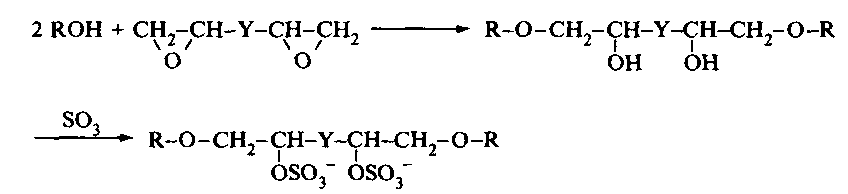 2 ROH + CH₂–CH–Y–CH–CH₂ → R–O–CH₂–CH–Y–CH–CH₂–O–R
O O OH OH
SO₃ → R–O–CH₂–CH–Y–CH–CH₂–O–R
OSO₃⁻ OSO₃⁻